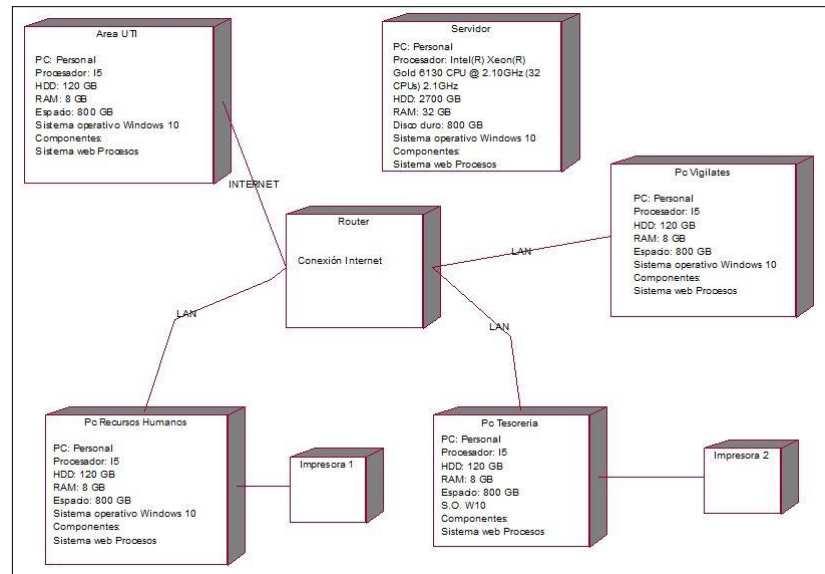 Area UTI
PC: Personal
Procesador: I5
HDD: 120 GB
RAM: 8 GB
Espacio: 800 GB
Sistema operativo Windows 10
Componentes:
Sistema web Procesos
Servidor
PC: Personal
Procesador: Intel(R) Xeon(R)
Gold 6130 CPU @ 2.10GHz (32
CPUs) 2.1GHz
HDD: 2700 GB
RAM: 32 GB
Disco duro: 800 GB
Sistema operativo Windows 10
Componentes:
Sistema web Procesos
Pc Vigilates
PC: Personal
Procesador: I5
HDD: 120 GB
RAM: 8 GB
Espacio: 800 GB
Sistema operativo Windows 10
Componentes:
Sistema web Procesos
INTERNET
Router
Conexión Internet
LAN
LAN
LAN
Pc Recursos Humanos
PC: Personal
Procesador: I5
HDD: 120 GB
RAM: 8 GB
Espacio: 800 GB
Sistema operativo Windows 10
Componentes:
Sistema web Procesos
Impresora 1
Pc Tesoreria
PC: Personal
Procesador: I5
HDD: 120 GB
RAM: 8 GB
Espacio: 800 GB
S.O. W10
Componentes:
Sistema web Procesos
Impresora 2